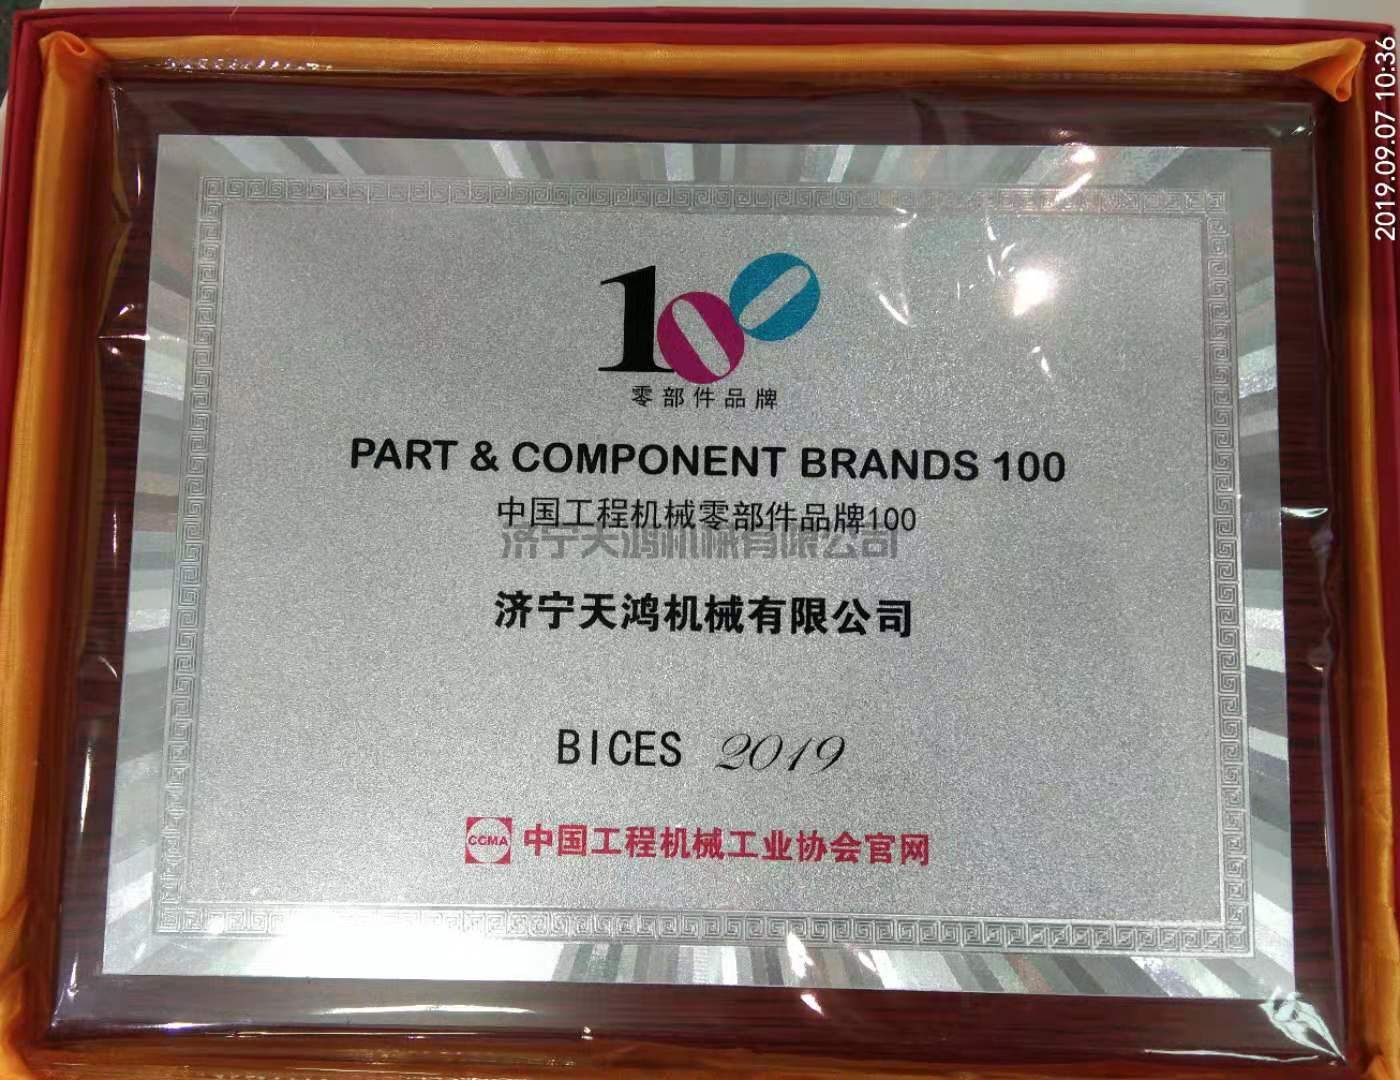 2019.09.07 10:36
100
零部件品牌
PART & COMPONENT BRANDS 100
中国工程机械零部件品牌100
济宁天鸿机械有限公司
济宁天鸿机械有限公司
BICES 2019
CCMA 中国工程机械工业协会官网